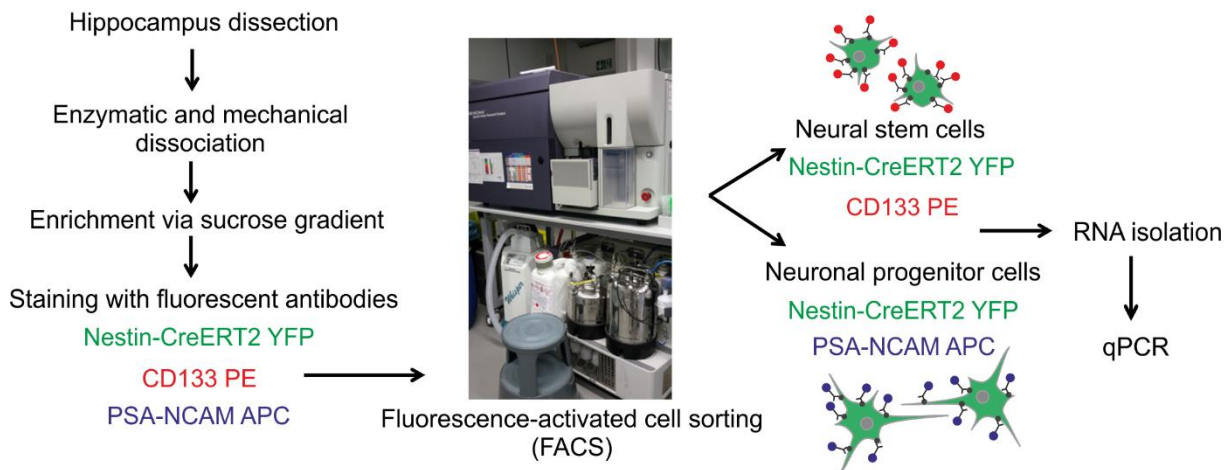 Hippocampus dissection
Enzymatic and mechanical
dissociation
Enrichment via sucrose gradient
Staining with fluorescent antibodies
Nestin-CreERT2 YFP
CD133 PE
PSA-NCAM APC
Whisper
Fluorescence-activated cell sorting
(FACS)
Neural stem cells
Nestin-CreERT2 YFP
CD133 PE
Neuronal progenitor cells
Nestin-CreERT2 YFP
PSA-NCAM APC
RNA isolation
qPCR